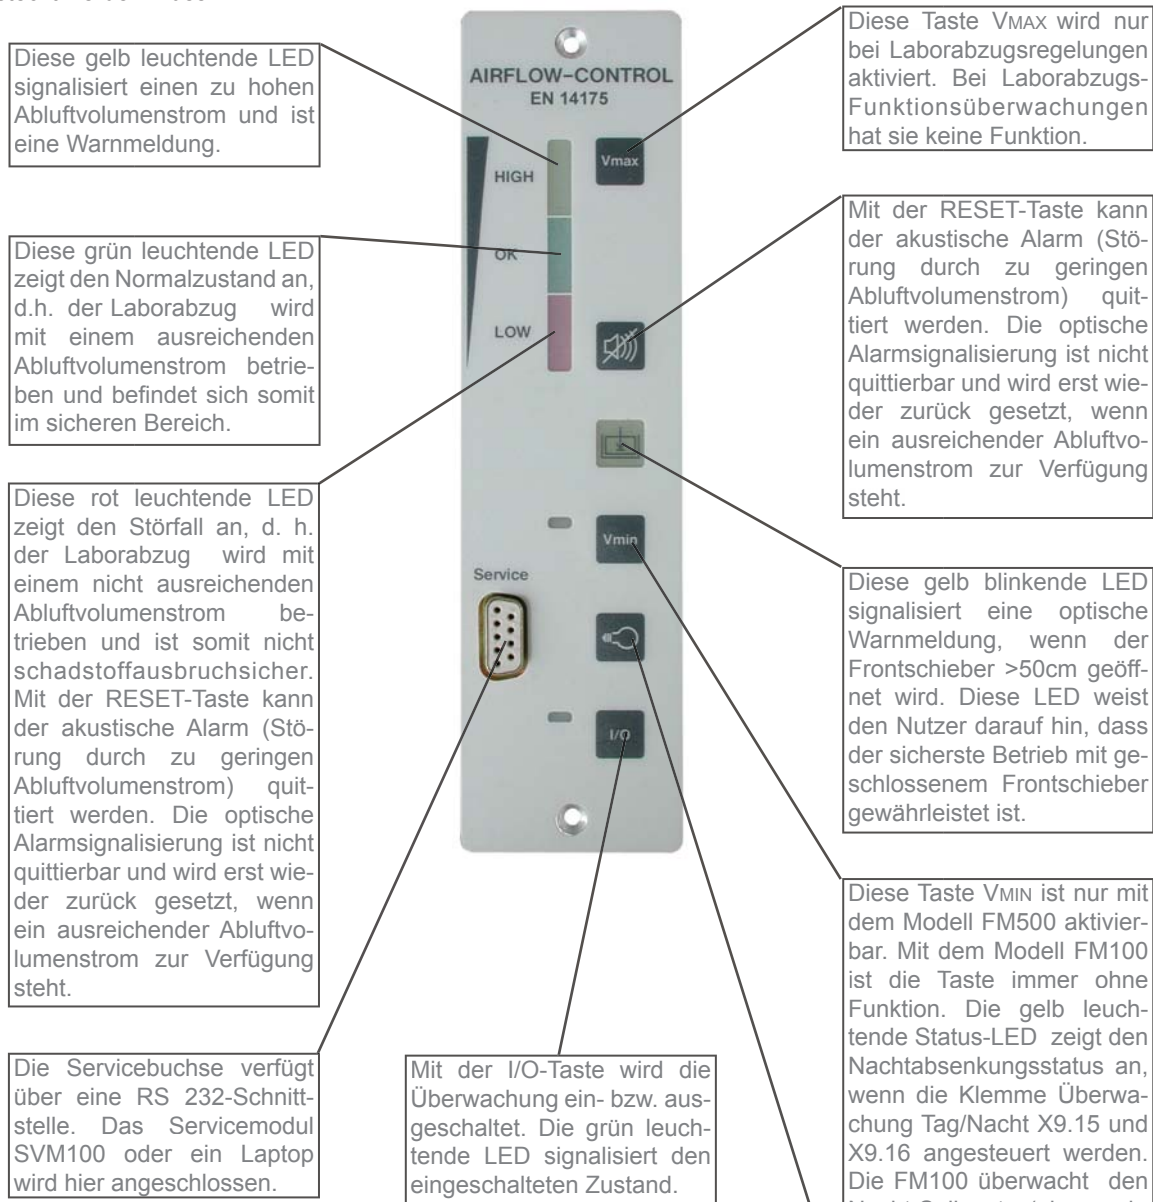 Diese gelb leuchtende LED
signalisiert einen zu hohen
Abluftvolumenstrom und ist
eine Warnmeldung.
Diese grün leuchtende LED
zeigt den Normalzustand an,
d.h. der Laborabzug wird
mit einem ausreichenden
Abluftvolumenstrom betrie-
ben und befindet sich somit
im sicheren Bereich.
Diese rot leuchtende LED
zeigt den Störfall an, d. h.
der Laborabzug wird mit
einem nicht ausreichenden
Abluftvolumenstrom be-
trieben und ist somit nicht
schadstoffausbruchsicher.
Mit der RESET-Taste kann
der akustische Alarm (Stö-
rung durch zu geringen
Abluftvolumenstrom) quit-
tiert werden. Die optische
Alarmsignalisierung ist nicht
quittierbar und wird erst wie-
der zurück gesetzt, wenn
ein ausreichender Abluftvo-
lumenstrom zur Verfügung
steht.
Die Servicebuchse verfügt
über eine RS 232-Schnitt-
stelle. Das Servicemodul
SVM100 oder ein Laptop
wird hier angeschlossen.
AIRFLOW-CONTROL
EN 14175
Vmax
HIGH
OK
LOW
Vmin
Service
I/O
Mit der I/O-Taste wird die
Überwachung ein- bzw. aus-
geschaltet. Die grün leuch-
tende LED signalisiert den
eingeschalteten Zustand.
Diese Taste VMAX wird nur
bei Laborabzugsregelungen
aktiviert. Bei Laborabzugs-
Funktionsüberwachungen
hat sie keine Funktion.
Mit der RESET-Taste kann
der akustische Alarm (Stö-
rung durch zu geringen
Abluftvolumenstrom) quit-
tiert werden. Die optische
Alarmsignalisierung ist nicht
quittierbar und wird erst wie-
der zurück gesetzt, wenn
ein ausreichender Abluftvo-
lumenstrom zur Verfügung
steht.
Diese gelb blinkende LED
signalisiert eine optische
Warnmeldung, wenn der
Frontschieber >50cm geöff-
net wird. Diese LED weist
den Nutzer darauf hin, dass
der sicherste Betrieb mit ge-
schlossenem Frontschieber
gewährleistet ist.
Diese Taste VMIN ist nur mit
dem Modell FM500 aktivier-
bar. Mit dem Modell FM100
ist die Taste immer ohne
Funktion. Die gelb leuch-
tende Status-LED zeigt den
Nachtabsenkungsstatus an,
wenn die Klemme Überwa-
chung Tag/Nacht X9.15 und
X9.16 angesteuert werden.
Die FM100 überwacht den